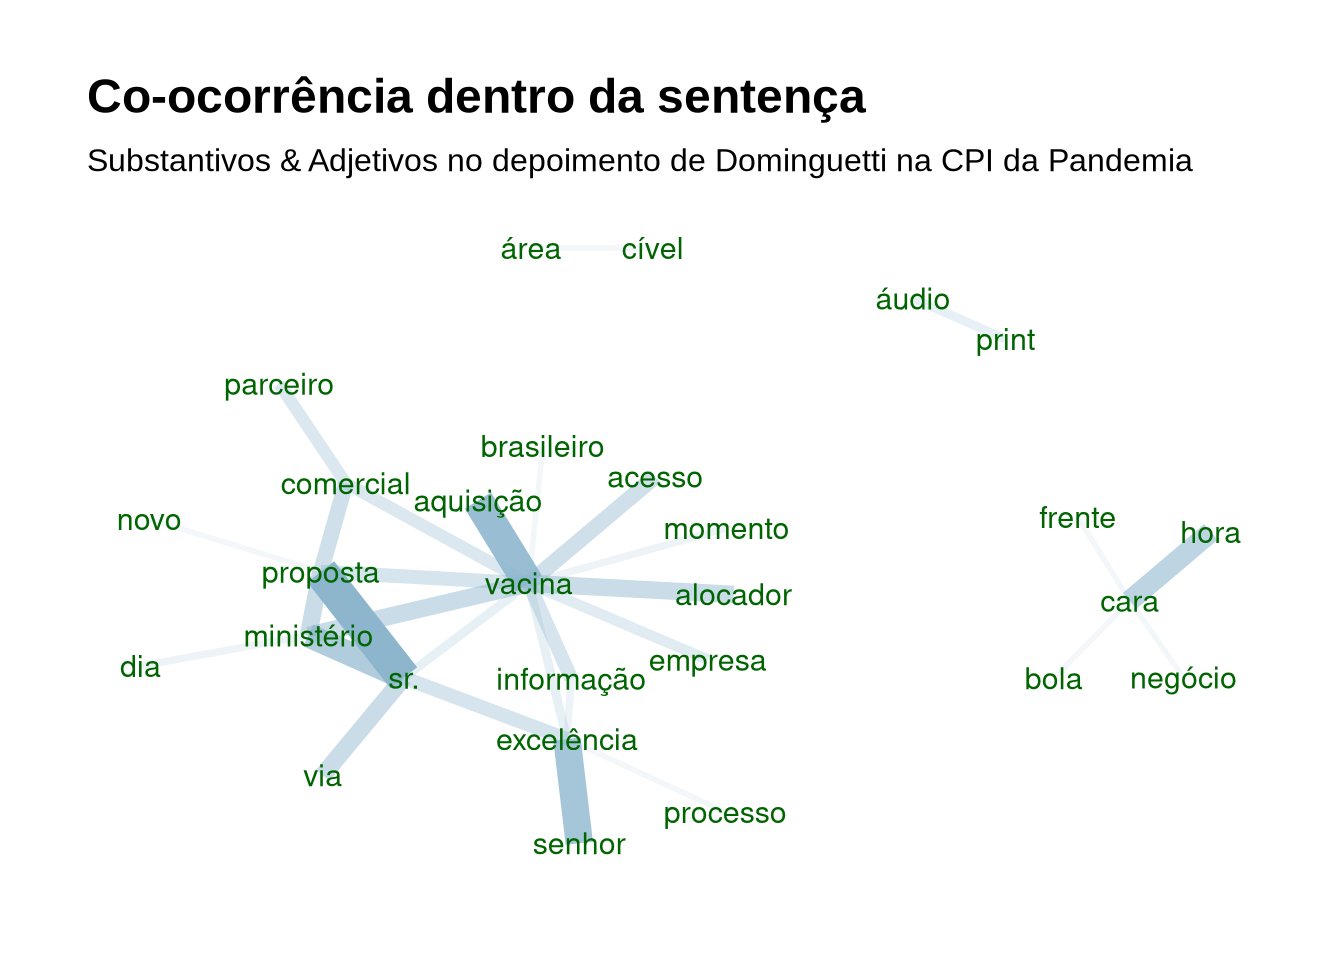 Co-ocorrência dentro da sentença
Substantivos & Adjetivos no depoimento de Dominguetti na CPI da Pandemia
área
cível
áudio
print
parceiro
brasileiro
acesso
comercial
aquisição
novo
momento
frente
hora
proposta
vacina
alocador
cara
ministério
dia
empresa
sr.
informação
bola
negócio
excelência
via
processo
senhor